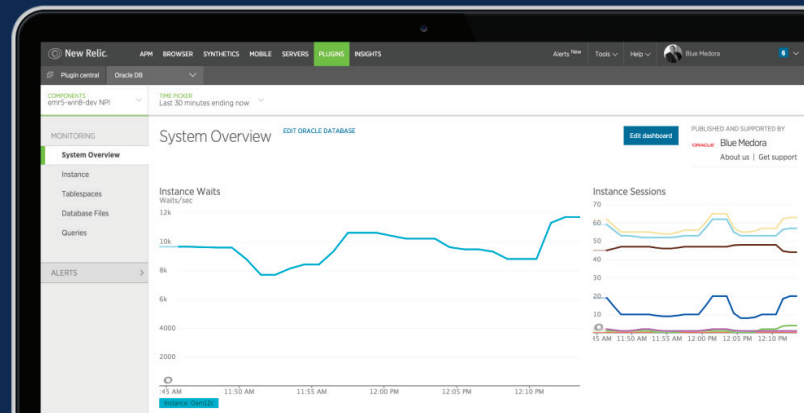 New Relic. APM BROWSER SYNTHETICS MOBILE SERVERS PLUGINS INSIGHTS Alerts New Tools Help Blue Medora 6
Plugin central Oracle DB
COMPONENTS
emr5-win8-dev NPI
TIME PICKER
Last 30 minutes ending now
MONITORING
System Overview
Instance
Tablespaces
Database Files
Queries
ALERTS
System Overview EDIT ORACLE DATABASE
Edit dashboard
PUBLISHED AND SUPPORTED BY
ORACLE Blue Medora
About us | Get support
Instance Waits
Waits/sec
12k
10k
8k
6k
4000
2000
:45 AM 11:50 AM 11:55 AM 12:00 PM 12:05 PM 12:10 PM
Instance Sessions
70
60
50
40
30
20
10
:45 AM 11:50 AM 11:55 AM 12:00 PM 12:05 PM 12:10 PM